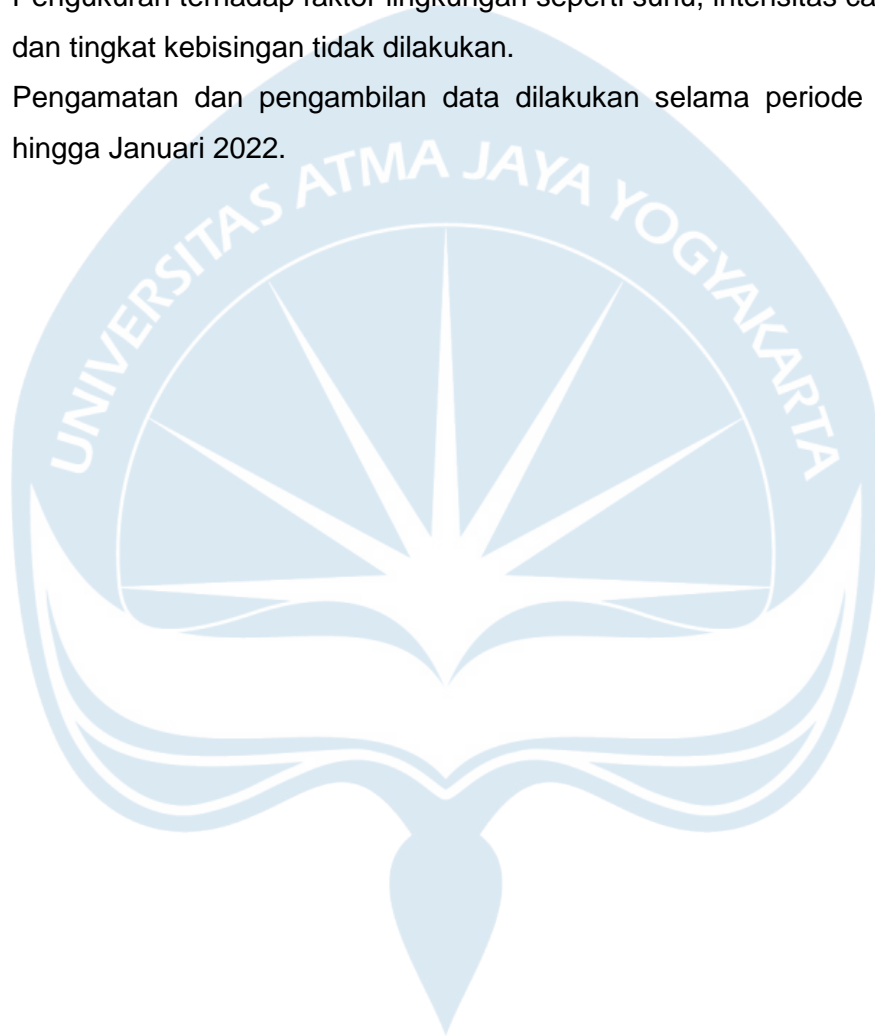 Pengukuran terhadap faktor lingkungan seperti suhu, intensitas ca
dan tingkat kebisingan tidak dilakukan.
Pengamatan dan pengambilan data dilakukan selama periode
hingga Januari 2022.
UNIVERSITAS ATMA JAYA YOGYAKARTA